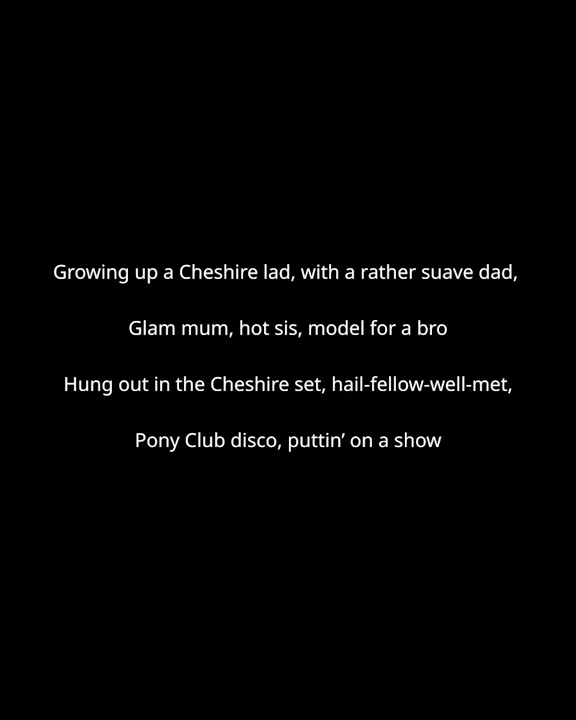 Growing up a Cheshire lad, with a rather suave dad,
Glam mum, hot sis, model for a bro
Hung out in the Cheshire set, hail-fellow-well-met,
Pony Club disco, puttin’ on a show